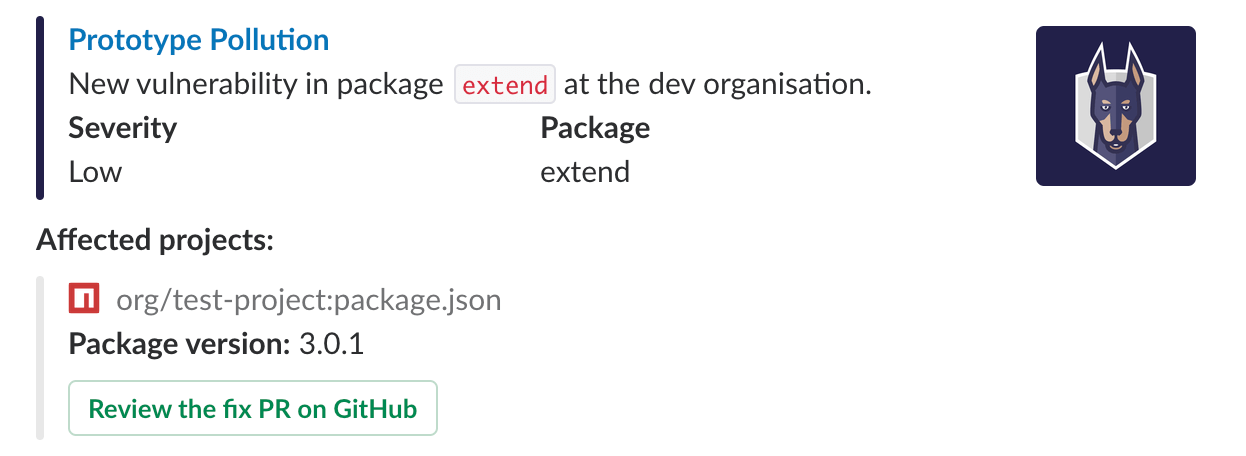 Prototype Pollution
New vulnerability in package extend at the dev organisation.
Severity Package
Low extend
Affected projects:
org/test-project:package.json
Package version: 3.0.1
Review the fix PR on GitHub